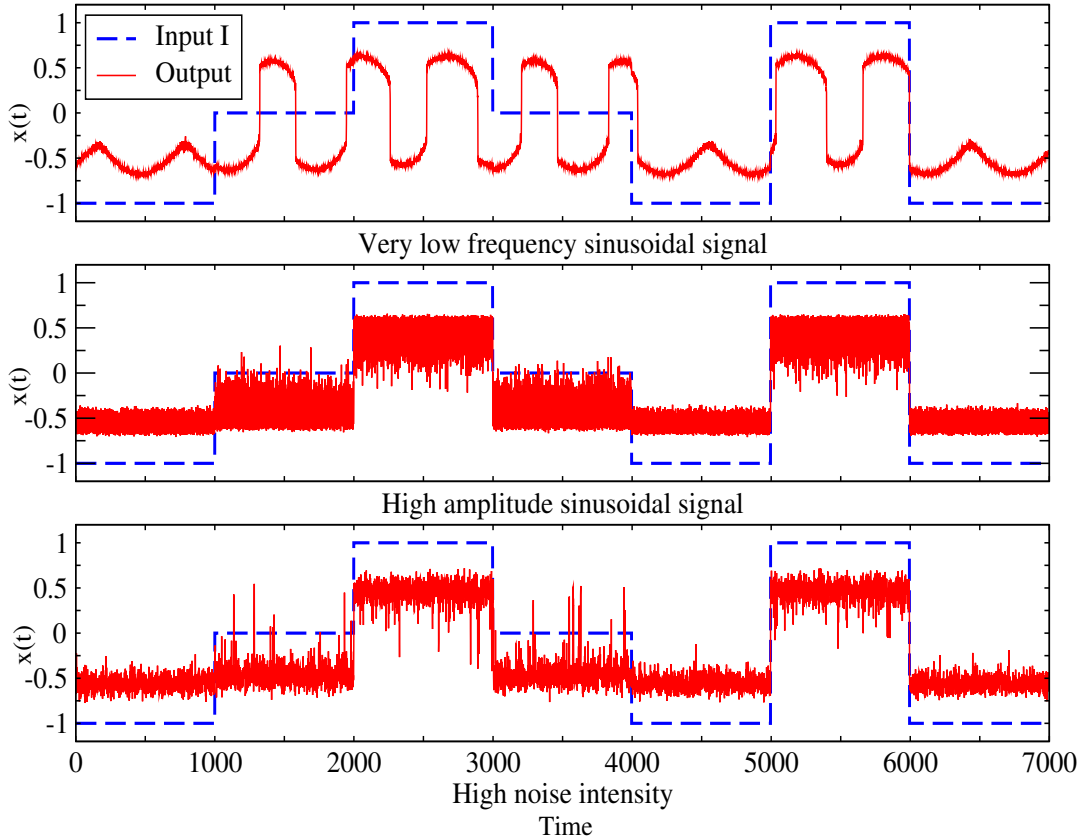 1
0.5
0
-0.5
-1
x(t)
Input I
Output
Very low frequency sinusoidal signal
1
0.5
0
-0.5
-1
x(t)
High amplitude sinusoidal signal
1
0.5
0
-0.5
-1
x(t)
0 1000 2000 3000 4000 5000 6000 7000
High noise intensity
Time